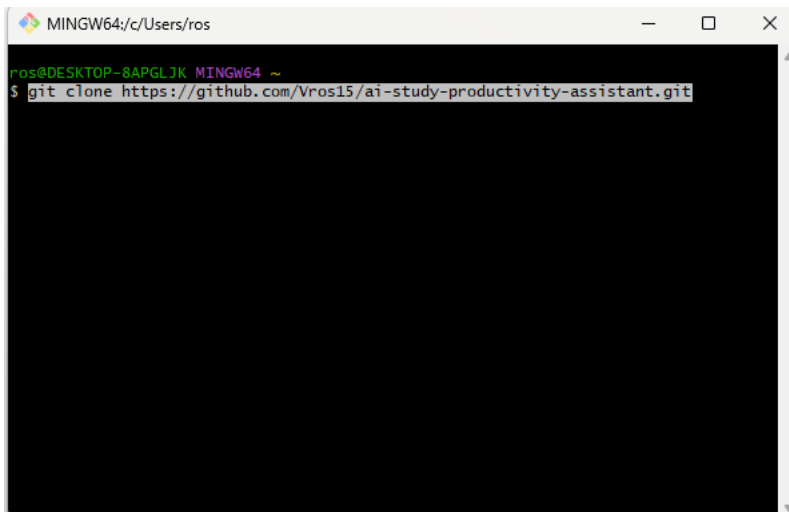 MINGW64:/c/Users/ros
ros@DESKTOP-8APGLJK MINGW64 ~
$ git clone https://github.com/Vros15/ai-study-productivity-assistant.git